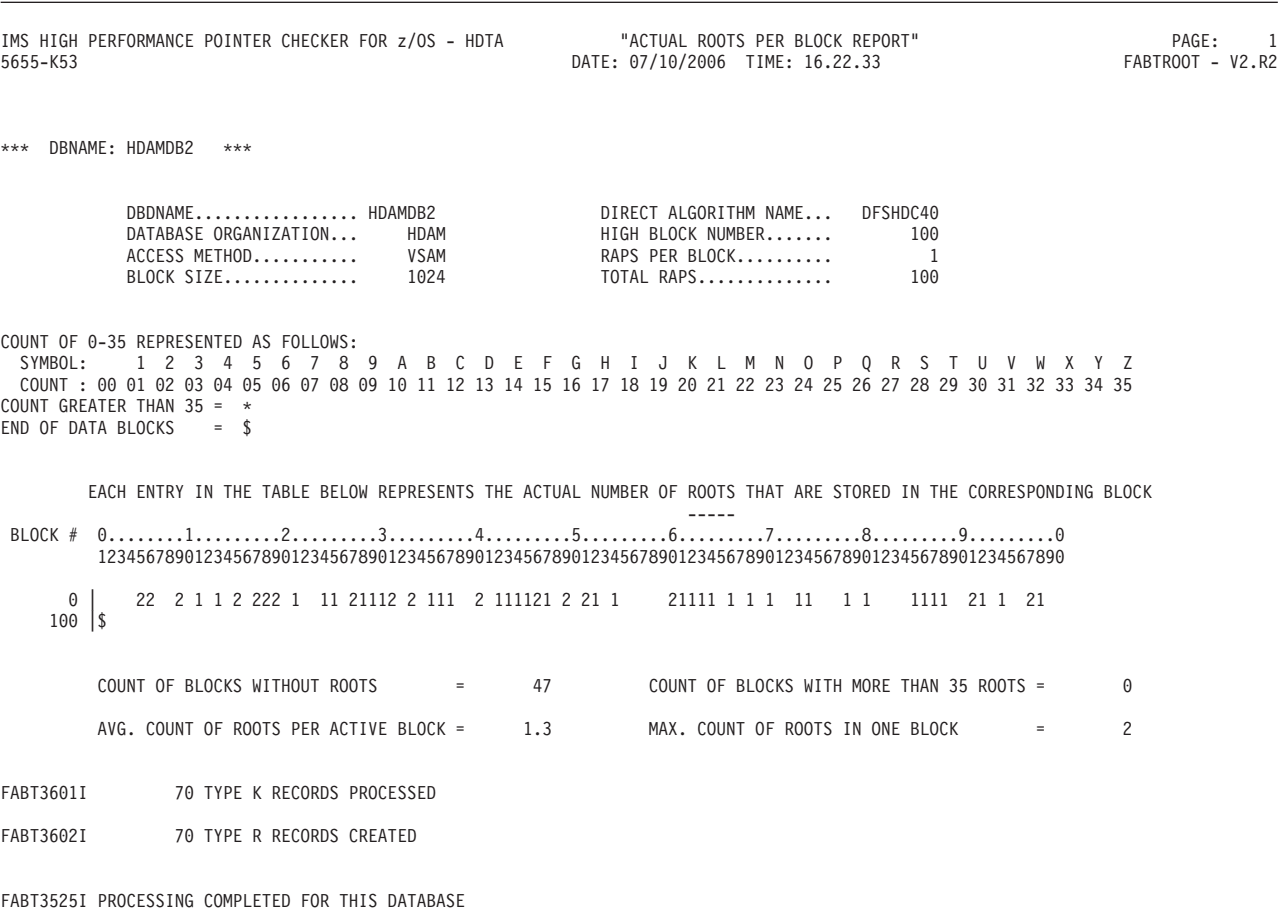 IMS HIGH PERFORMANCE POINTER CHECKER FOR z/OS - HDTA            "ACTUAL ROOTS PER BLOCK REPORT"                          PAGE:    1
5655-K53                                                   DATE: 07/10/2006  TIME: 16.22.33                         FABTROOT - V2.R2
***  DBNAME: HDAMDB2   ***
             DBDNAME................. HDAMDB2                 DIRECT ALGORITHM NAME...   DFSHDC40
             DATABASE ORGANIZATION...     HDAM                HIGH BLOCK NUMBER.......        100
             ACCESS METHOD...........     VSAM                RAPS PER BLOCK..........          1
             BLOCK SIZE..............     1024                TOTAL RAPS..............        100
COUNT OF 0-35 REPRESENTED AS FOLLOWS:
  SYMBOL:     1  2  3  4  5  6  7  8  9  A  B  C  D  E  F  G  H  I  J  K  L  M  N  O  P  Q  R  S  T  U  V  W  X  Y  Z
  COUNT : 00 01 02 03 04 05 06 07 08 09 10 11 12 13 14 15 16 17 18 19 20 21 22 23 24 25 26 27 28 29 30 31 32 33 34 35
COUNT GREATER THAN 35 =  *
END OF DATA BLOCKS    =  $
         EACH ENTRY IN THE TABLE BELOW REPRESENTS THE ACTUAL NUMBER OF ROOTS THAT ARE STORED IN THE CORRESPONDING BLOCK
                                                                       -----
 BLOCK #  0........1.........2.........3.........4.........5.........6.........7.........8.........9.........0
          1234567890123456789012345678901234567890123456789012345678901234567890123456789012345678901234567890
       0 |    22  2 1 1 2 222 1  11 21112 2 111  2 111121 2 21 1     21111 1 1 1  11   1 1    1111  21 1  21
     100 |$
          COUNT OF BLOCKS WITHOUT ROOTS        =       47          COUNT OF BLOCKS WITH MORE THAN 35 ROOTS =        0
          AVG. COUNT OF ROOTS PER ACTIVE BLOCK =      1.3          MAX. COUNT OF ROOTS IN ONE BLOCK        =        2
FABT3601I         70 TYPE K RECORDS PROCESSED
FABT3602I         70 TYPE R RECORDS CREATED
FABT3525I PROCESSING COMPLETED FOR THIS DATABASE